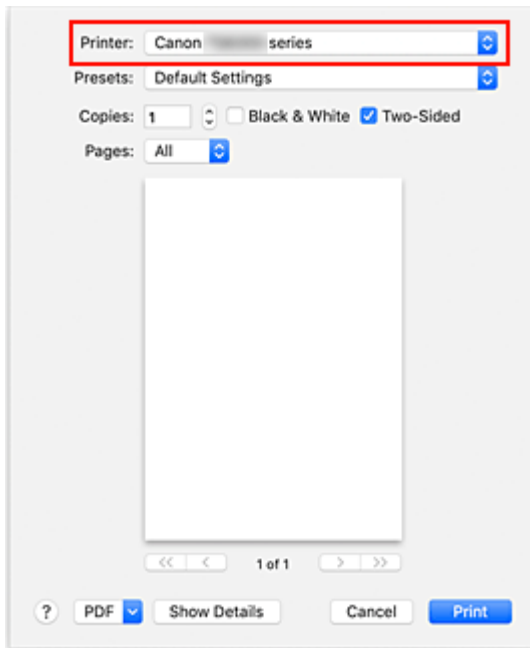 Printer: Canon series
Presets: Default Settings
Copies: 1 Black & White Two-Sided
Pages: All
<< < 1 of 1 > >>
? PDF Show Details Cancel Print